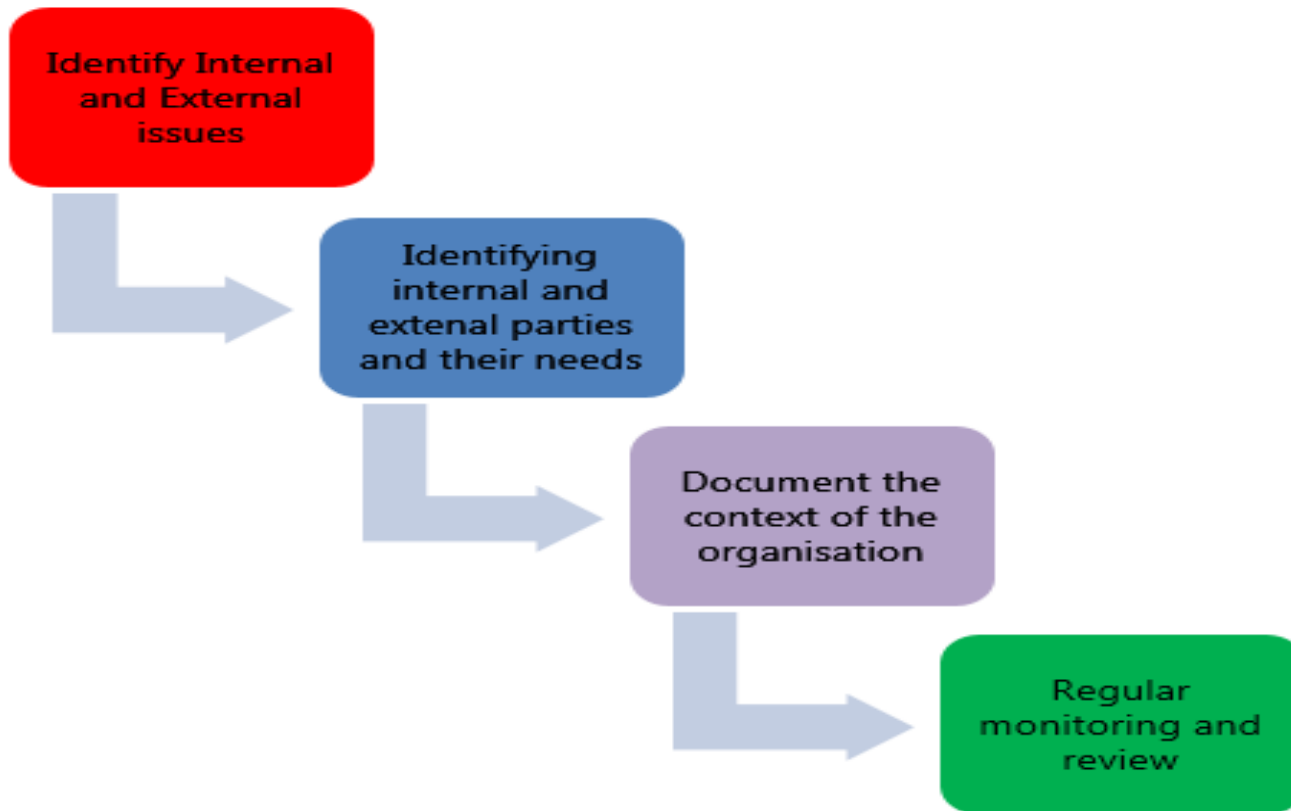 Identify Internal
and External
issues
Identifying
internal and
extenal parties
and their needs
Document the
context of the
organisation
Regular
monitoring and
review